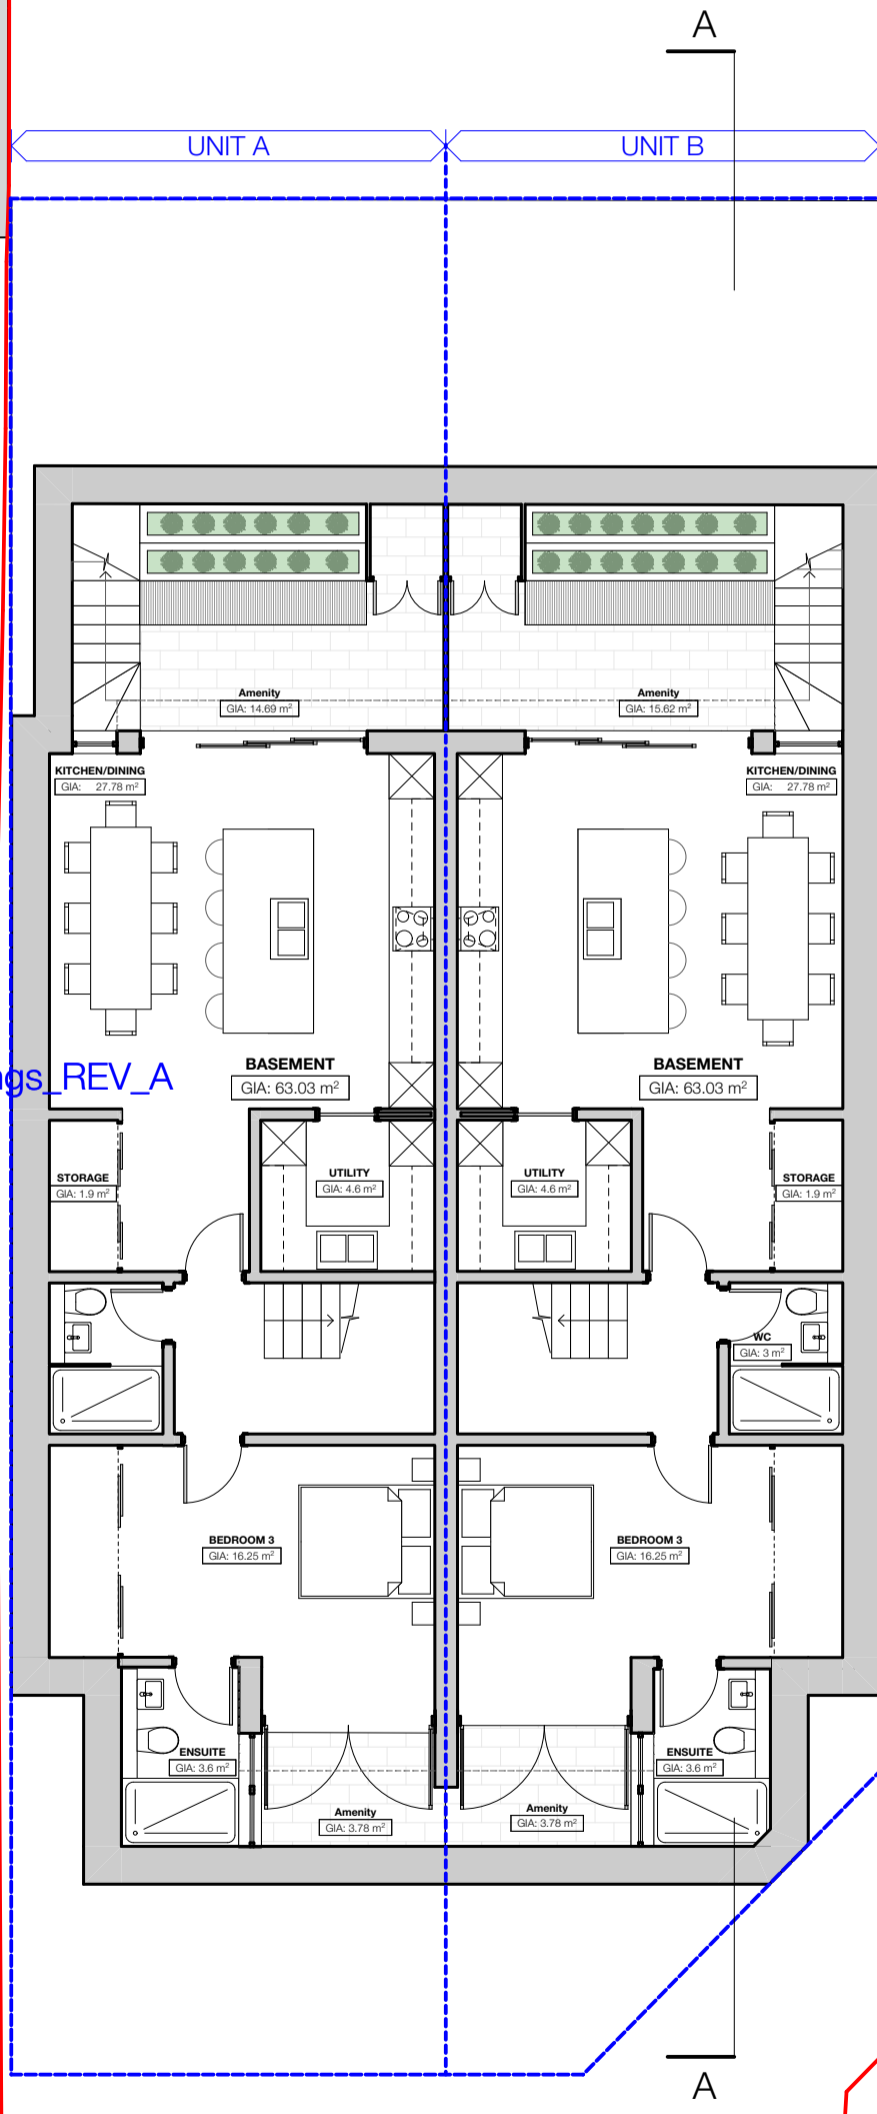 A
UNIT A
UNIT B
Amenity
GIA: 14.69 m²
Amenity
GIA: 15.62 m²
KITCHEN/DINING
GIA: 27.78 m²
KITCHEN/DINING
GIA: 27.78 m²
BASEMENT
GIA: 63.03 m²
BASEMENT
GIA: 63.03 m²
gs_REV_A
STORAGE
GIA: 1.9 m²
UTILITY
GIA: 4.6 m²
UTILITY
GIA: 4.6 m²
STORAGE
GIA: 1.9 m²
WC
GIA: 3 m²
BEDROOM 3
GIA: 16.25 m²
BEDROOM 3
GIA: 16.25 m²
ENSUITE
GIA: 3.6 m²
ENSUITE
GIA: 3.6 m²
Amenity
GIA: 3.78 m²
Amenity
GIA: 3.78 m²
A